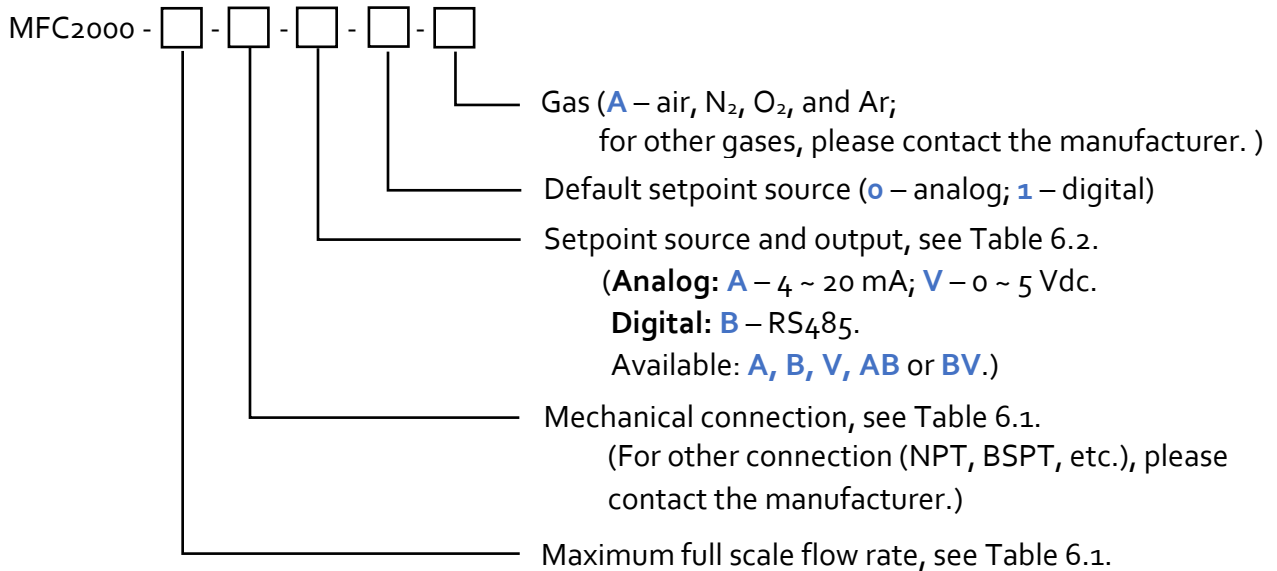 MFC2000 - □ - □ - □ - □ - □
Gas (A – air, N₂, O₂, and Ar;
for other gases, please contact the manufacturer. )
Default setpoint source (0 – analog; 1 – digital)
Setpoint source and output, see Table 6.2.
(Analog: A – 4 ~ 20 mA; V – 0 ~ 5 Vdc.
Digital: B – RS485.
Available: A, B, V, AB or BV.)
Mechanical connection, see Table 6.1.
(For other connection (NPT, BSPT, etc.), please
contact the manufacturer.)
Maximum full scale flow rate, see Table 6.1.